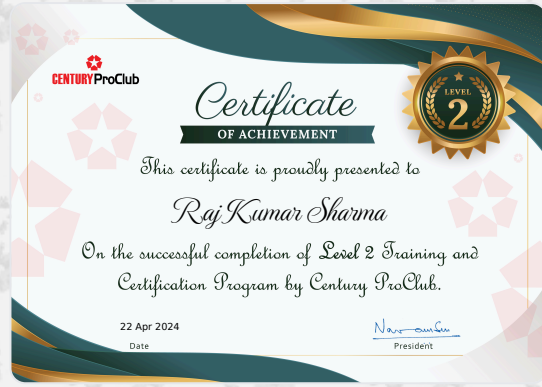 CENTURY ProClub
LEVEL
2
Certificate
OF ACHIEVEMENT
This certificate is proudly presented to
Raj Kumar Sharma
On the successful completion of Level 2 Training and
Certification Program by Century ProClub.
22 Apr 2024
Date
President